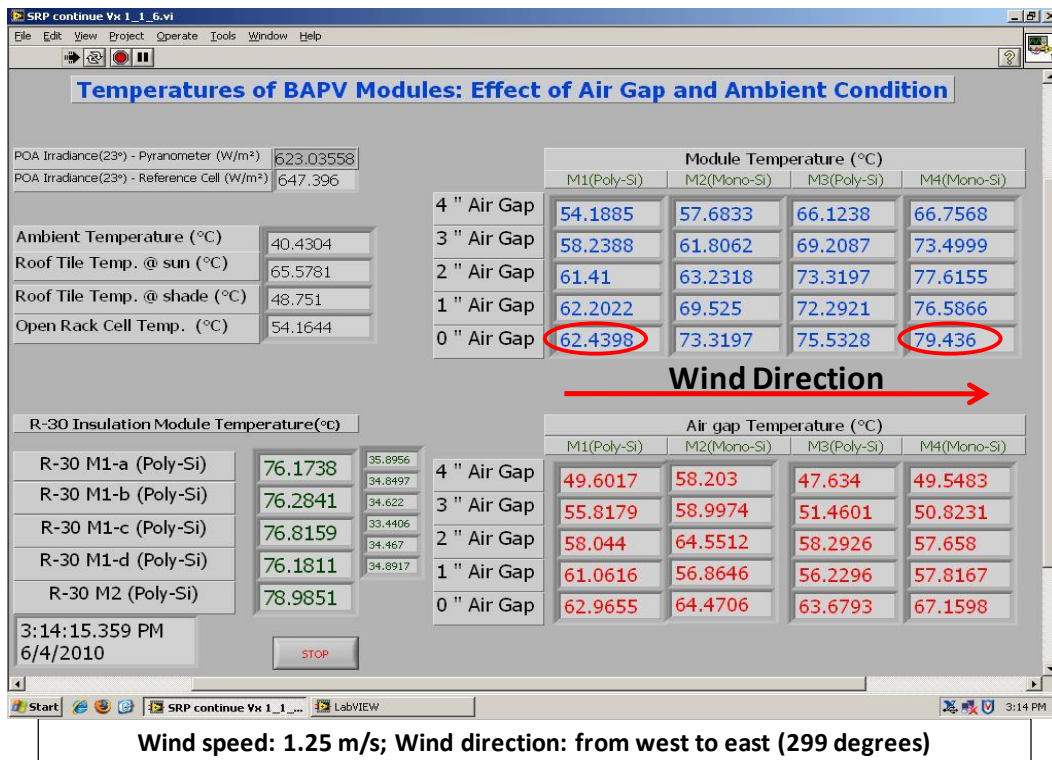 SRP continue Vx 1_1_6.vi
File Edit View Project Operate Tools Window Help
Temperatures of BAPV Modules: Effect of Air Gap and Ambient Condition
POA Irradiance(23º) - Pyranometer (W/m²) 623.03558
POA Irradiance(23º) - Reference Cell (W/m²) 647.396
Ambient Temperature (°C) 40.4304
Roof Tile Temp. @ sun (°C) 65.5781
Roof Tile Temp. @ shade (°C) 48.751
Open Rack Cell Temp. (°C) 54.1644
Module Temperature (°C)
M1(Poly-Si) M2(Mono-Si) M3(Poly-Si) M4(Mono-Si)
4 " Air Gap 54.1885 57.6833 66.1238 66.7568
3 " Air Gap 58.2388 61.8062 69.2087 73.4999
2 " Air Gap 61.41 63.2318 73.3197 77.6155
1 " Air Gap 62.2022 69.525 72.2921 76.5866
0 " Air Gap 62.4398 73.3197 75.5328 79.436
Wind Direction
R-30 Insulation Module Temperature(°C)
R-30 M1-a (Poly-Si) 76.1738
R-30 M1-b (Poly-Si) 76.2841
R-30 M1-c (Poly-Si) 76.8159
R-30 M1-d (Poly-Si) 76.1811
R-30 M2 (Poly-Si) 78.9851
35.8956
34.8497
34.622
33.4406
34.467
34.8917
Air gap Temperature (°C)
M1(Poly-Si) M2(Mono-Si) M3(Poly-Si) M4(Mono-Si)
4 " Air Gap 49.6017 58.203 47.634 49.5483
3 " Air Gap 55.8179 58.9974 51.4601 50.8231
2 " Air Gap 58.044 64.5512 58.2926 57.658
1 " Air Gap 61.0616 56.8646 56.2296 57.8167
0 " Air Gap 62.9655 64.4706 63.6793 67.1598
3:14:15.359 PM
6/4/2010
STOP
Start SRP continue Vx 1_1_... LabVIEW 3:14 PM
Wind speed: 1.25 m/s; Wind direction: from west to east (299 degrees)